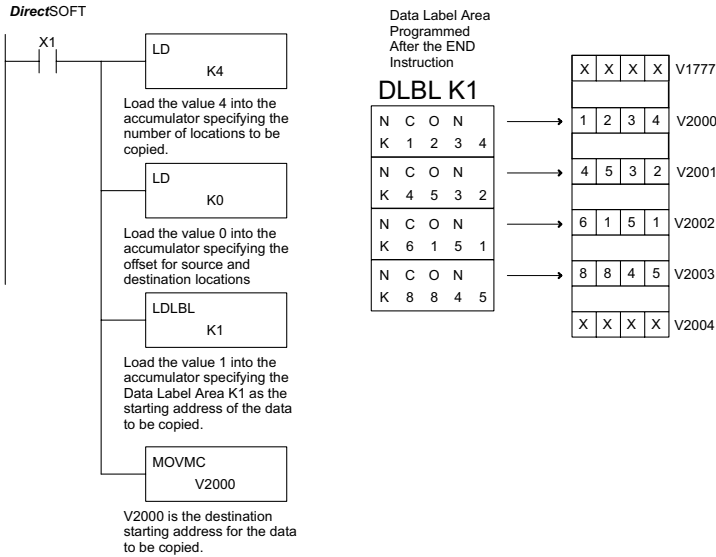 DirectSOFT
X1
LD
K4
Load the value 4 into the
accumulator specifying the
number of locations to be
copied.
LD
K0
Load the value 0 into the
accumulator specifying the
offset for source and
destination locations
LDLBL
K1
Load the value 1 into the
accumulator specifying the
Data Label Area K1 as the
starting address of the data
to be copied.
MOVMC
V2000
V2000 is the destination
starting address for the data
to be copied.
Data Label Area
Programmed
After the END
Instruction
DLBL K1
N C O N
K 1 2 3 4
N C O N
K 4 5 3 2
N C O N
K 6 1 5 1
N C O N
K 8 8 4 5
X X X X V1777
1 2 3 4 V2000
4 5 3 2 V2001
6 1 5 1 V2002
8 8 4 5 V2003
X X X X V2004